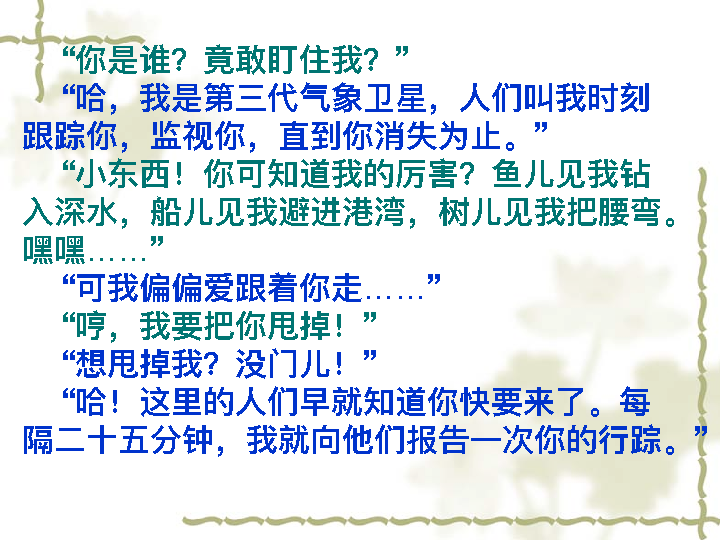 “你是谁？竟敢盯住我？”
“哈，我是第三代气象卫星，人们叫我时刻
跟踪你，监视你，直到你消失为止。”
“小东西！你可知道我的厉害？鱼儿见我钻
入深水，船儿见我避进港湾，树儿见我把腰弯。
嘿嘿……”
“可我偏偏爱跟着你走……”
“哼，我要把你甩掉！”
“想甩掉我？没门儿！”
“哈！这里的人们早就知道你快要来了。每
隔二十五分钟，我就向他们报告一次你的行踪。”